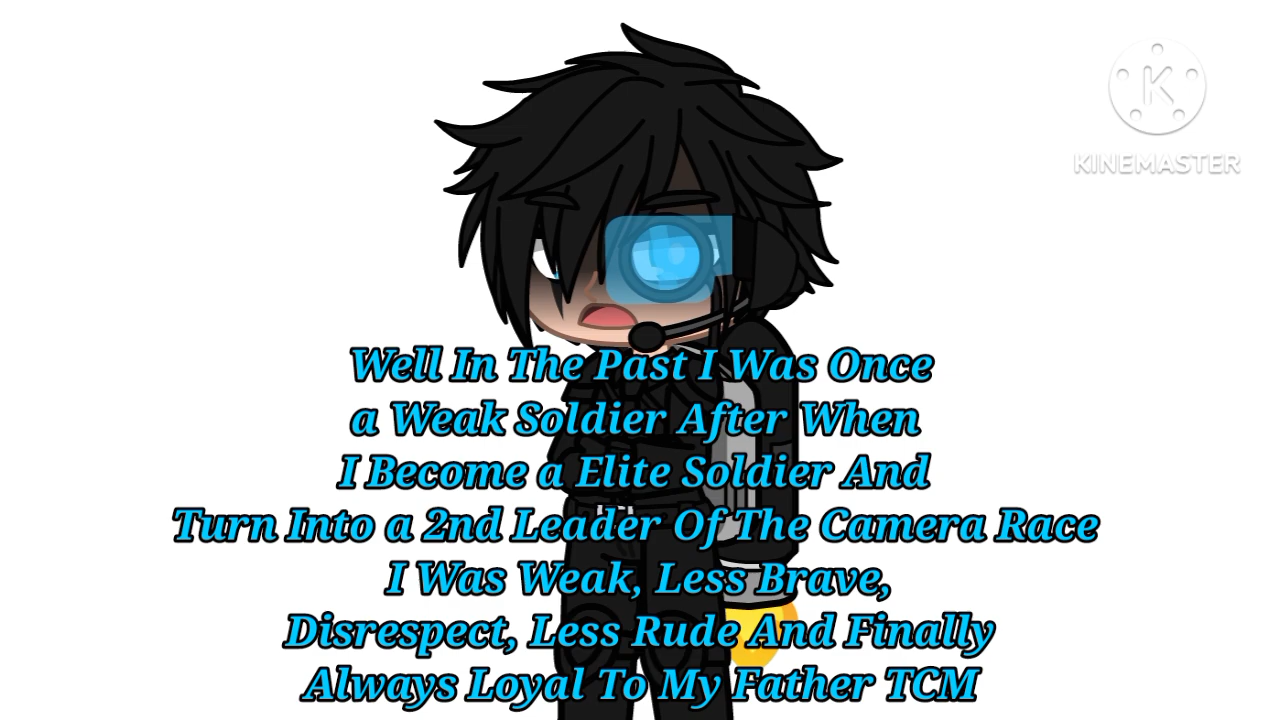 KINEMASTER
Well In The Past I Was Once
a Weak Soldier After When
I Become a Elite Soldier And
Turn Into a 2nd Leader Of The Camera Race
I Was Weak, Less Brave,
Disrespect, Less Rude And Finally
Always Loyal To My Father TCM